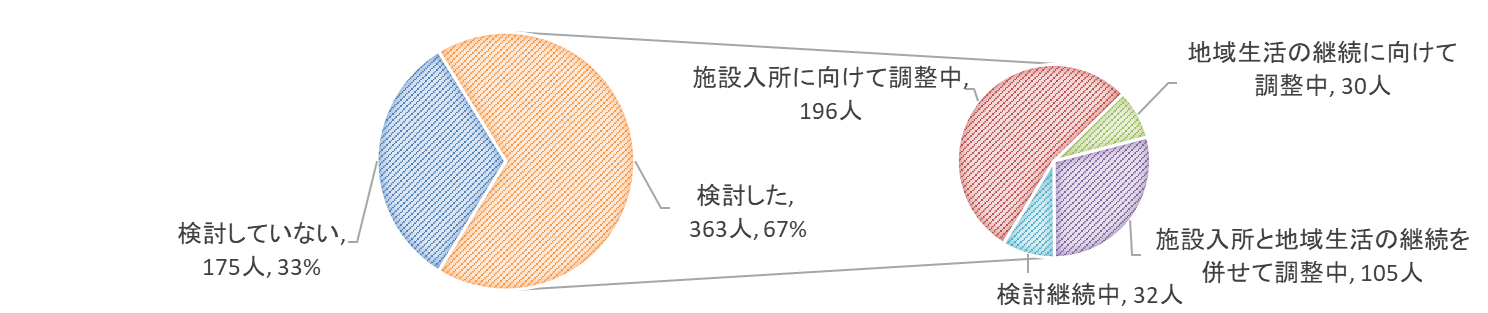 検討していない,
175人, 33%
検討した,
363人, 67%
施設入所に向けて調整中,
196人
地域生活の継続に向けて
調整中, 30人
施設入所と地域生活の継続を
併せて調整中, 105人
検討継続中, 32人